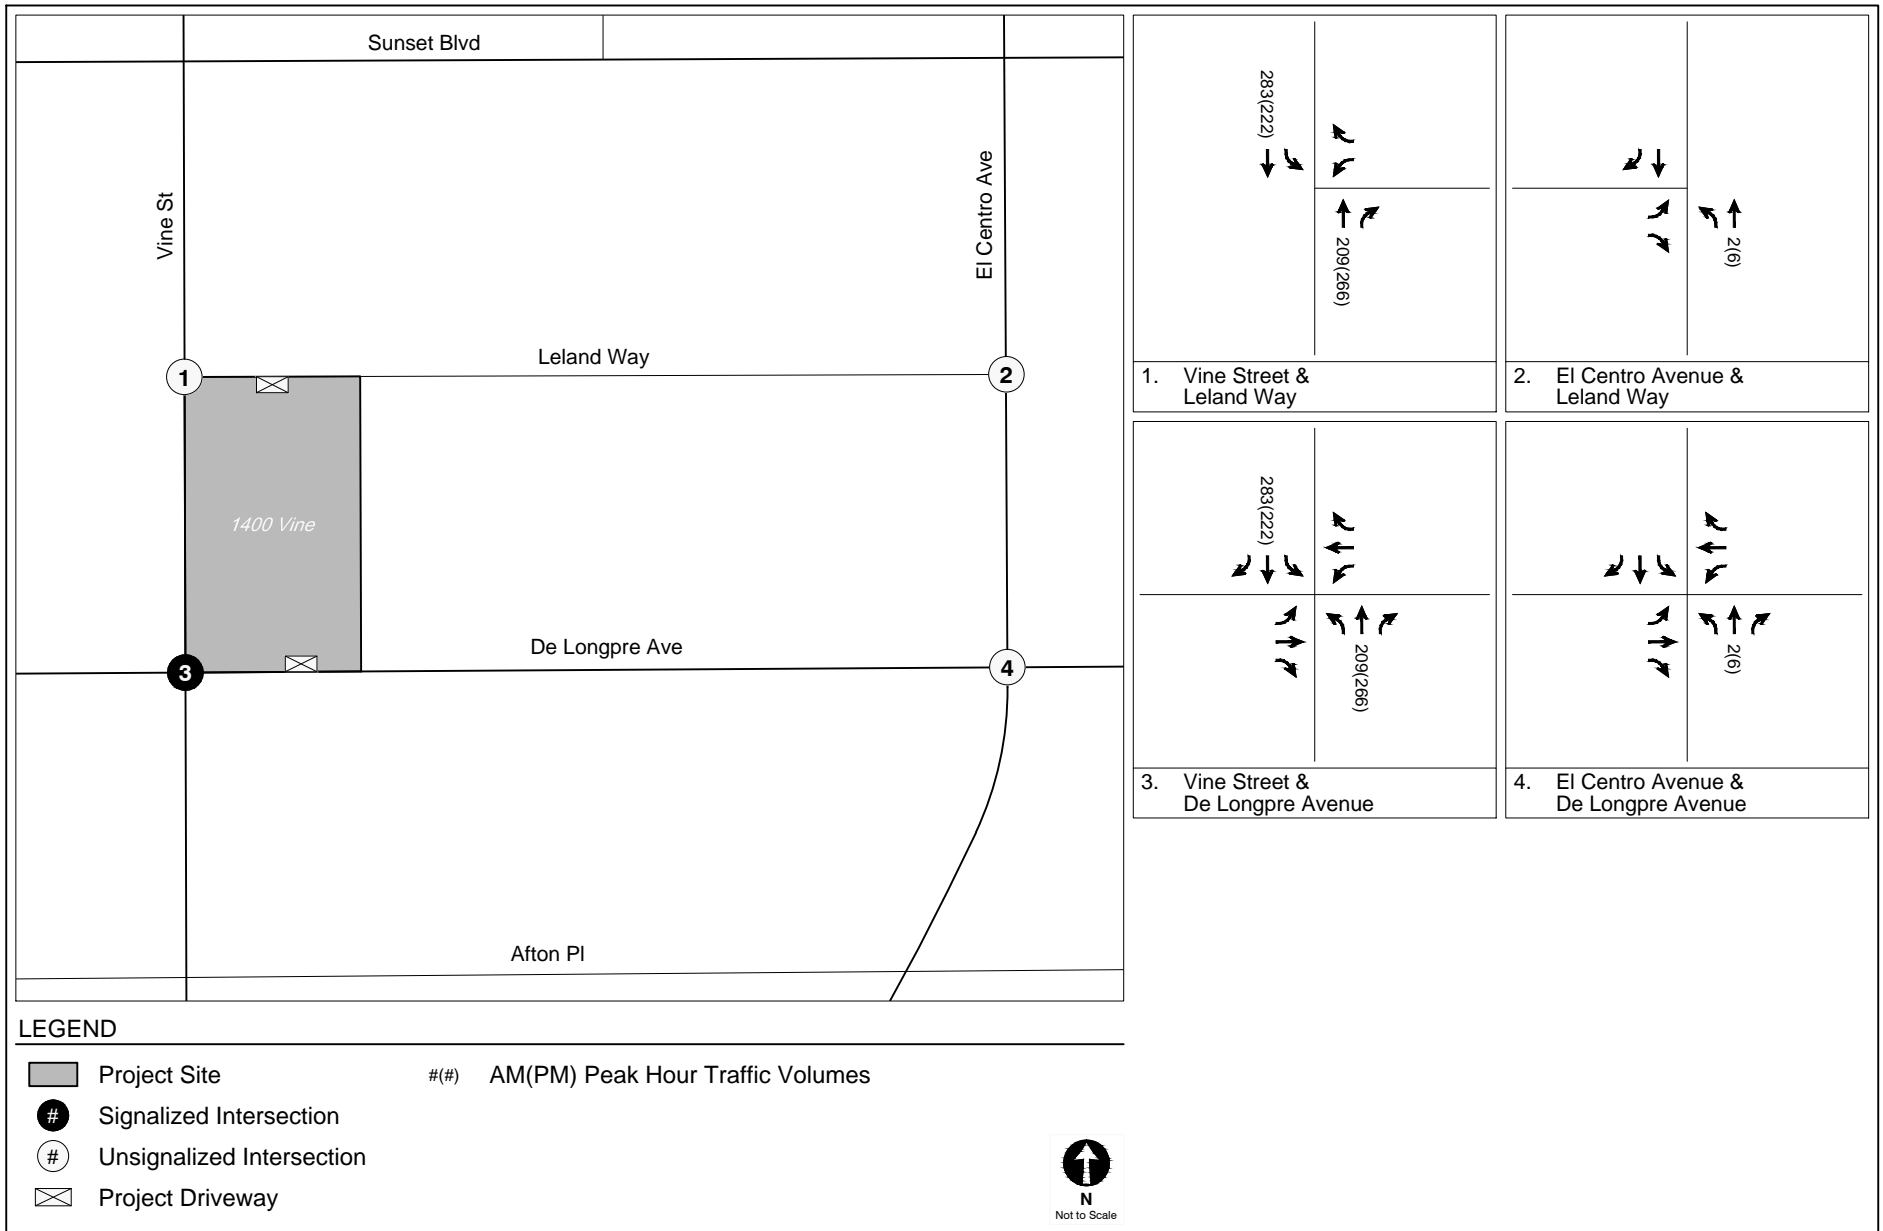 Sunset Blvd
Vine St
El Centro Ave
Leland Way
1
2
1400 Vine
De Longpre Ave
3
4
Afton Pl
283(222)
209(266)
1. Vine Street &
Leland Way
2(6)
2. El Centro Avenue &
Leland Way
283(222)
209(266)
3. Vine Street &
De Longpre Avenue
2(6)
4. El Centro Avenue &
De Longpre Avenue
LEGEND
Project Site
#(#) AM(PM) Peak Hour Traffic Volumes
# Signalized Intersection
# Unsignalized Intersection
Project Driveway
N
Not to Scale